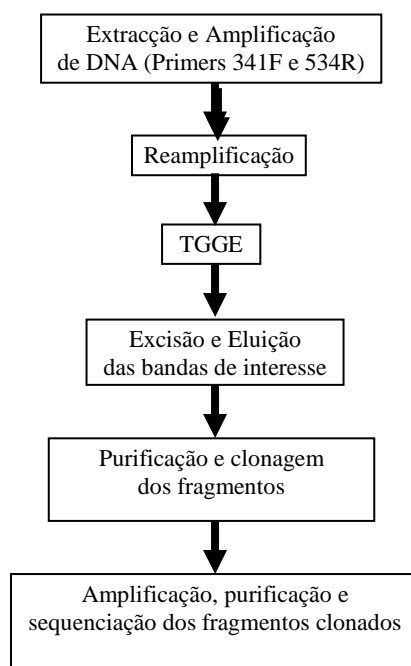 Extracção e Amplificação
de DNA (Primers 341F e 534R)
Reamplificação
TGGE
Excisão e Eluição
das bandas de interesse
Purificação e clonagem
dos fragmentos
Amplificação, purificação e
sequenciação dos fragmentos clonados